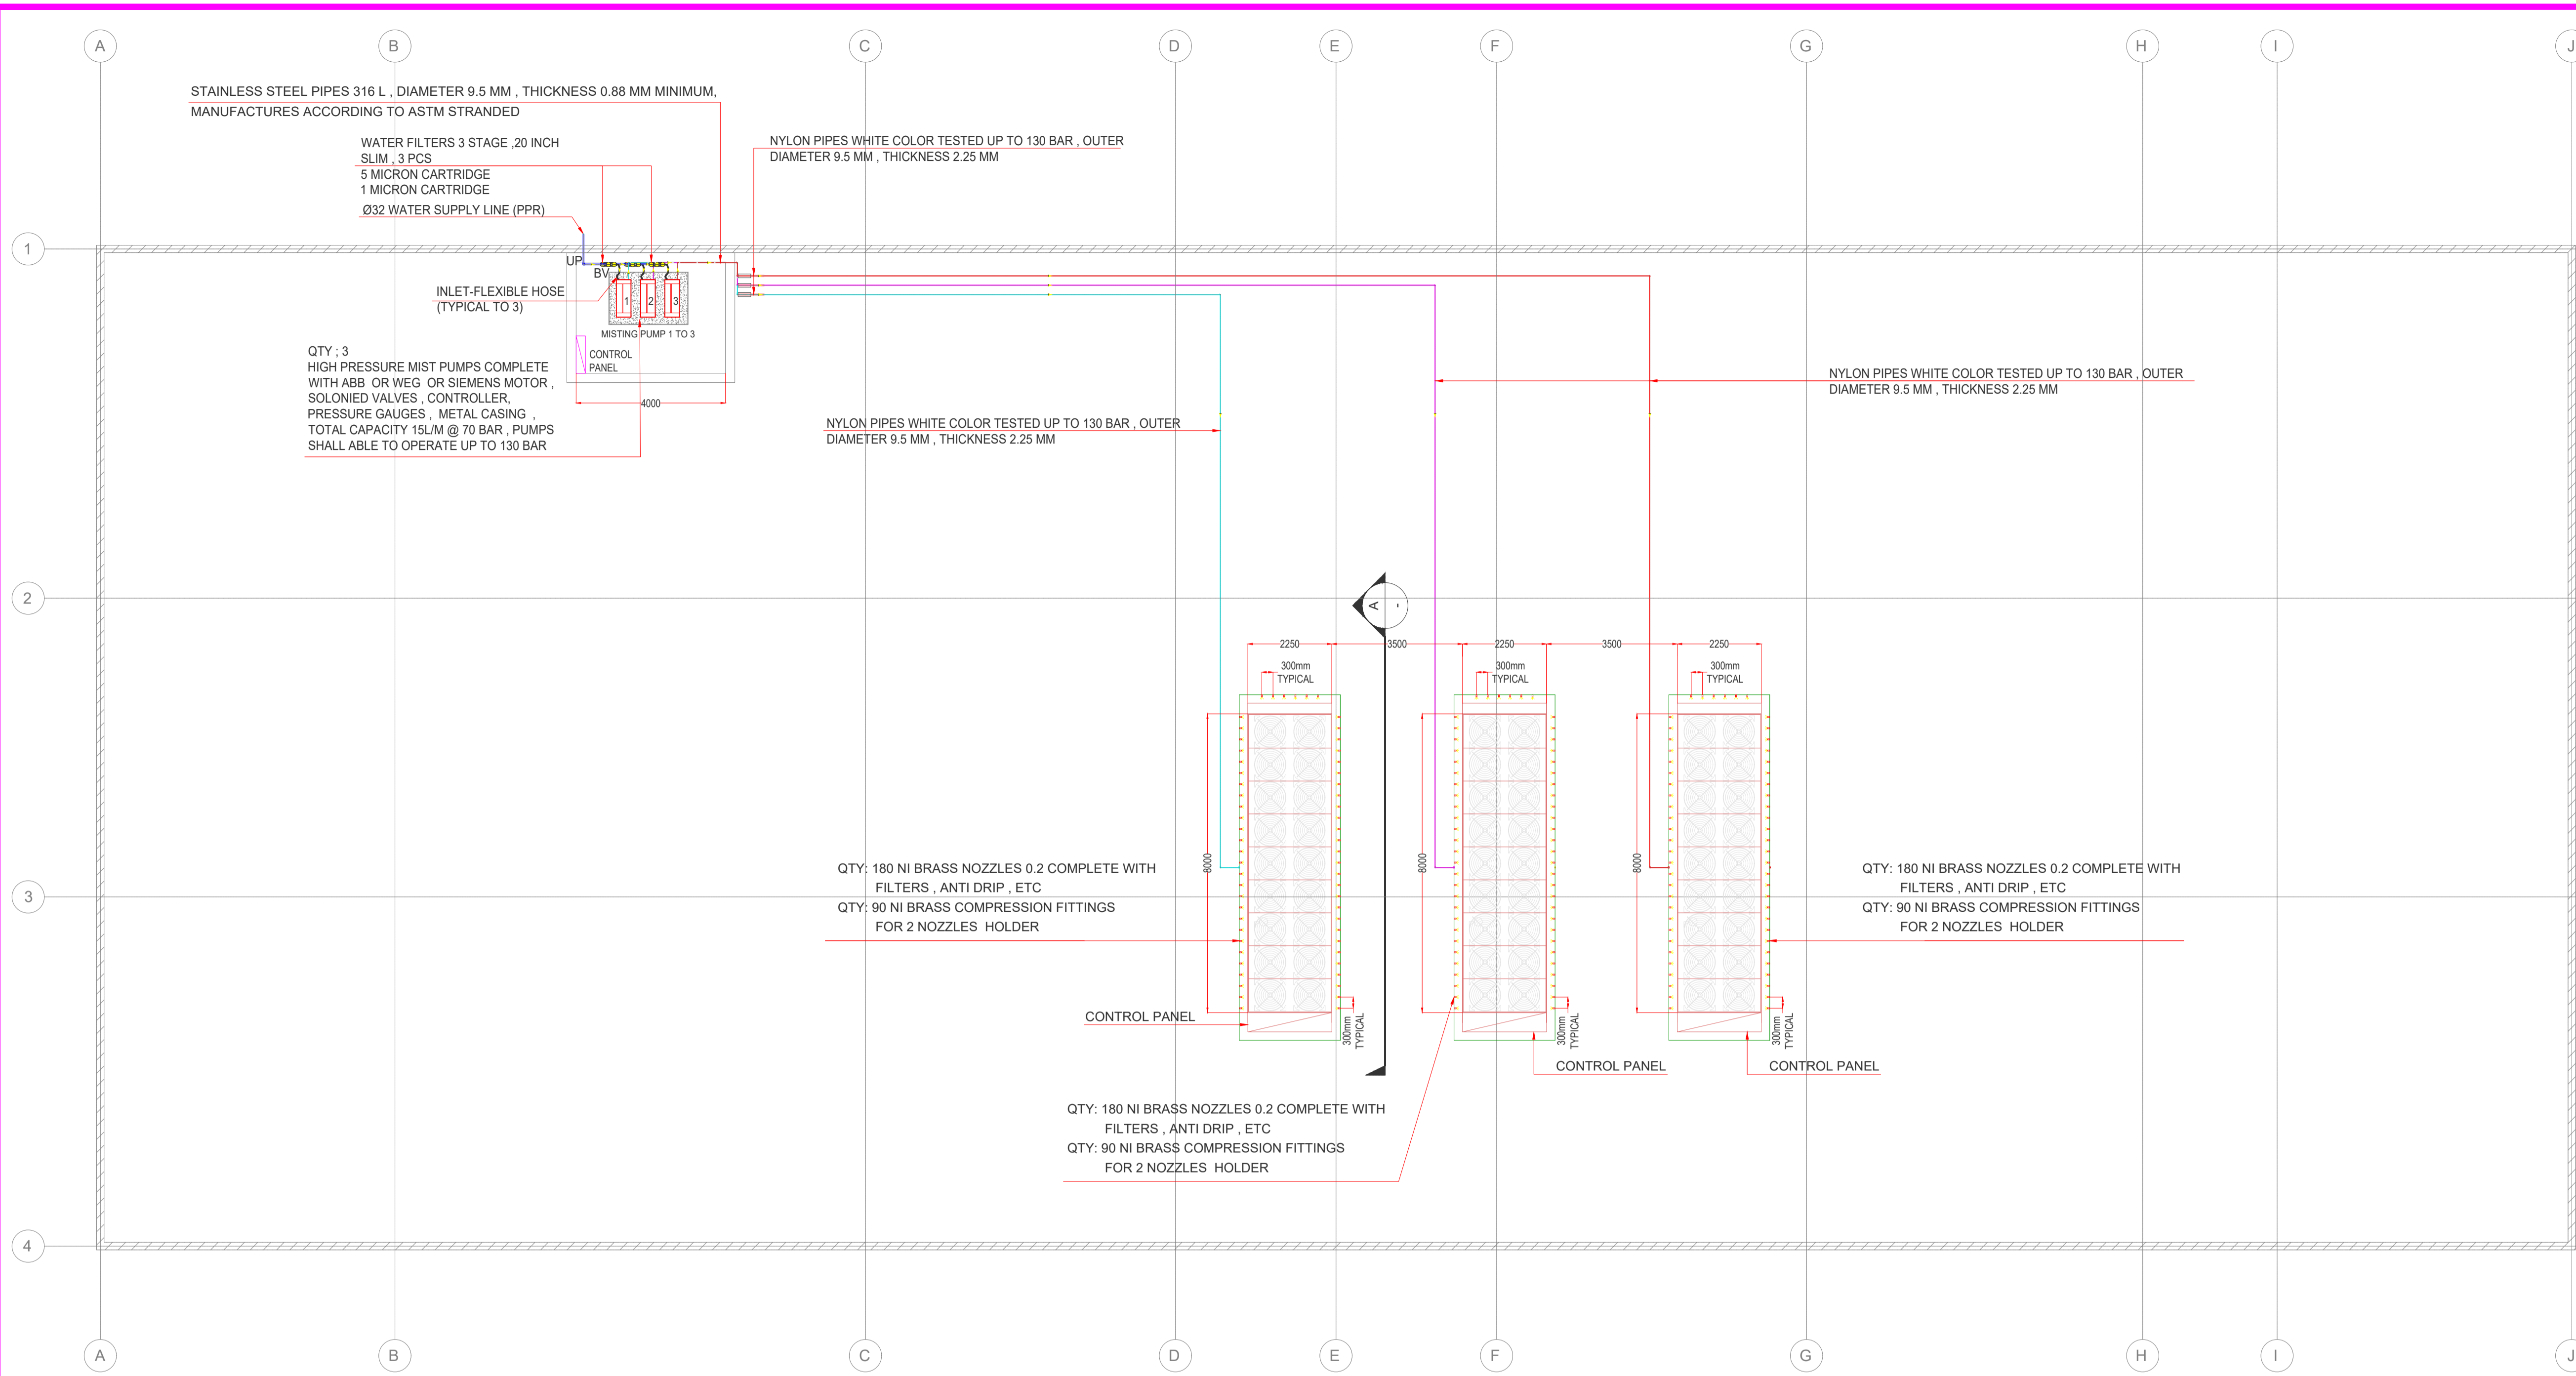 A
B
C
D
E
F
G
H
I
J
STAINLESS STEEL PIPES 316 L , DIAMETER 9.5 MM , THICKNESS 0.88 MM MINIMUM,
MANUFACTURES ACCORDING TO ASTM STRANDED
WATER FILTERS 3 STAGE ,20 INCH
SLIM , 3 PCS
5 MICRON CARTRIDGE
1 MICRON CARTRIDGE
Ø32 WATER SUPPLY LINE (PPR)
NYLON PIPES WHITE COLOR TESTED UP TO 130 BAR , OUTER
DIAMETER 9.5 MM , THICKNESS 2.25 MM
1
UP
BV
INLET-FLEXIBLE HOSE
(TYPICAL TO 3)
1
2
3
MISTING PUMP 1 TO 3
CONTROL
PANEL
4000
QTY ; 3
HIGH PRESSURE MIST PUMPS COMPLETE
WITH ABB OR WEG OR SIEMENS MOTOR ,
SOLONIED VALVES , CONTROLLER,
PRESSURE GAUGES , METAL CASING ,
TOTAL CAPACITY 15L/M @ 70 BAR , PUMPS
SHALL ABLE TO OPERATE UP TO 130 BAR
NYLON PIPES WHITE COLOR TESTED UP TO 130 BAR , OUTER
DIAMETER 9.5 MM , THICKNESS 2.25 MM
NYLON PIPES WHITE COLOR TESTED UP TO 130 BAR , OUTER
DIAMETER 9.5 MM , THICKNESS 2.25 MM
2
A
-
2250
3500
2250
3500
2250
300mm
TYPICAL
300mm
TYPICAL
300mm
TYPICAL
8000
8000
8000
QTY: 180 NI BRASS NOZZLES 0.2 COMPLETE WITH
FILTERS , ANTI DRIP , ETC
QTY: 90 NI BRASS COMPRESSION FITTINGS
FOR 2 NOZZLES HOLDER
QTY: 180 NI BRASS NOZZLES 0.2 COMPLETE WITH
FILTERS , ANTI DRIP , ETC
QTY: 90 NI BRASS COMPRESSION FITTINGS
FOR 2 NOZZLES HOLDER
3
CONTROL PANEL
300mm
TYPICAL
300mm
TYPICAL
300mm
TYPICAL
CONTROL PANEL
CONTROL PANEL
QTY: 180 NI BRASS NOZZLES 0.2 COMPLETE WITH
FILTERS , ANTI DRIP , ETC
QTY: 90 NI BRASS COMPRESSION FITTINGS
FOR 2 NOZZLES HOLDER
4
A
B
C
D
E
F
G
H
I
J